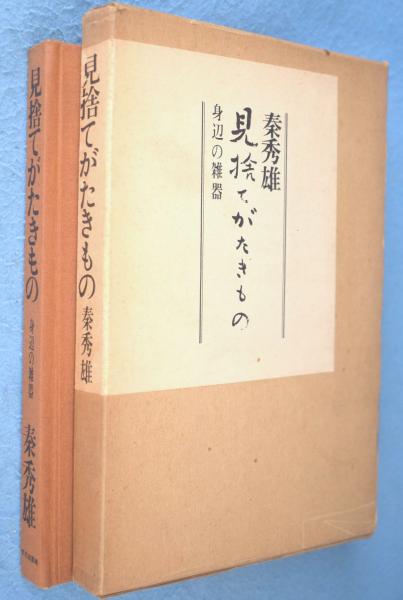 秦秀雄
見捨てがたきもの
身辺の雑器
見捨てがたきもの 秦秀雄
見捨てがたきもの 身辺の雑器 秦秀雄